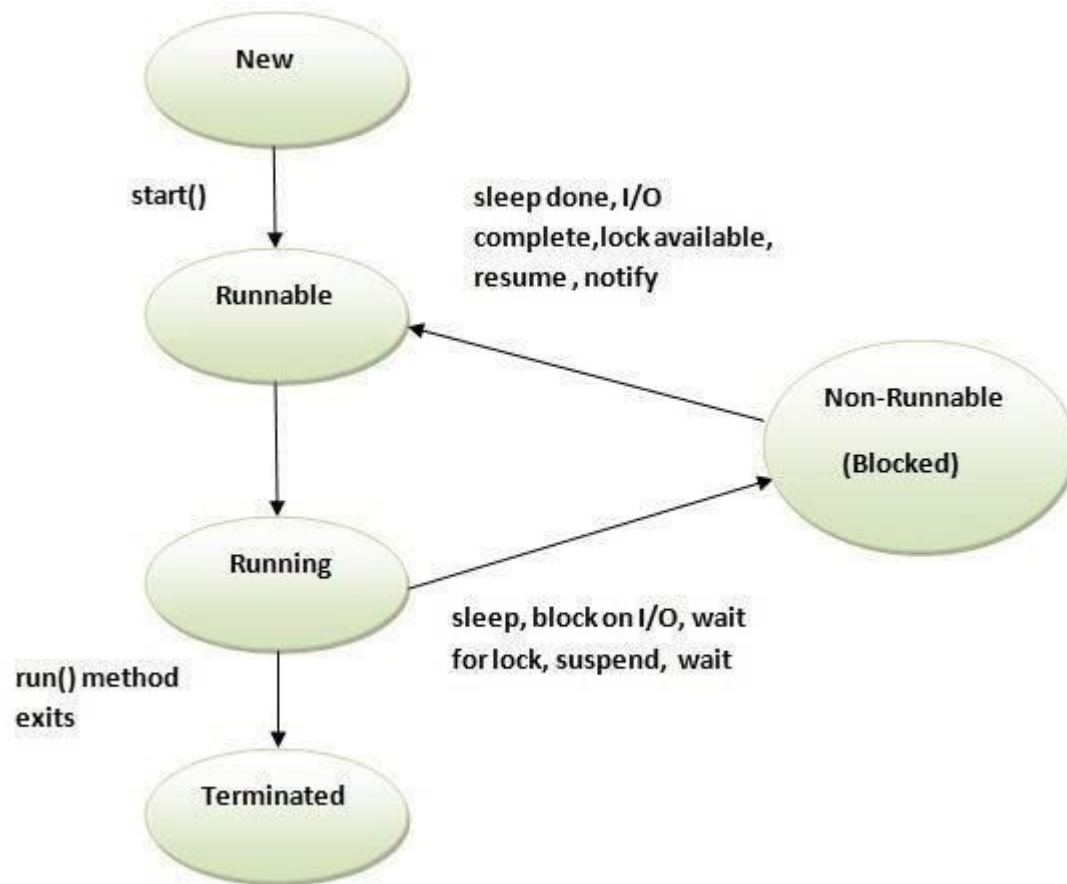 New
start()
sleep done, I/O
complete,lock available,
resume , notify
Runnable
Non-Runnable
(Blocked)
Running
sleep, block on I/O, wait
for lock, suspend, wait
run() method
exits
Terminated